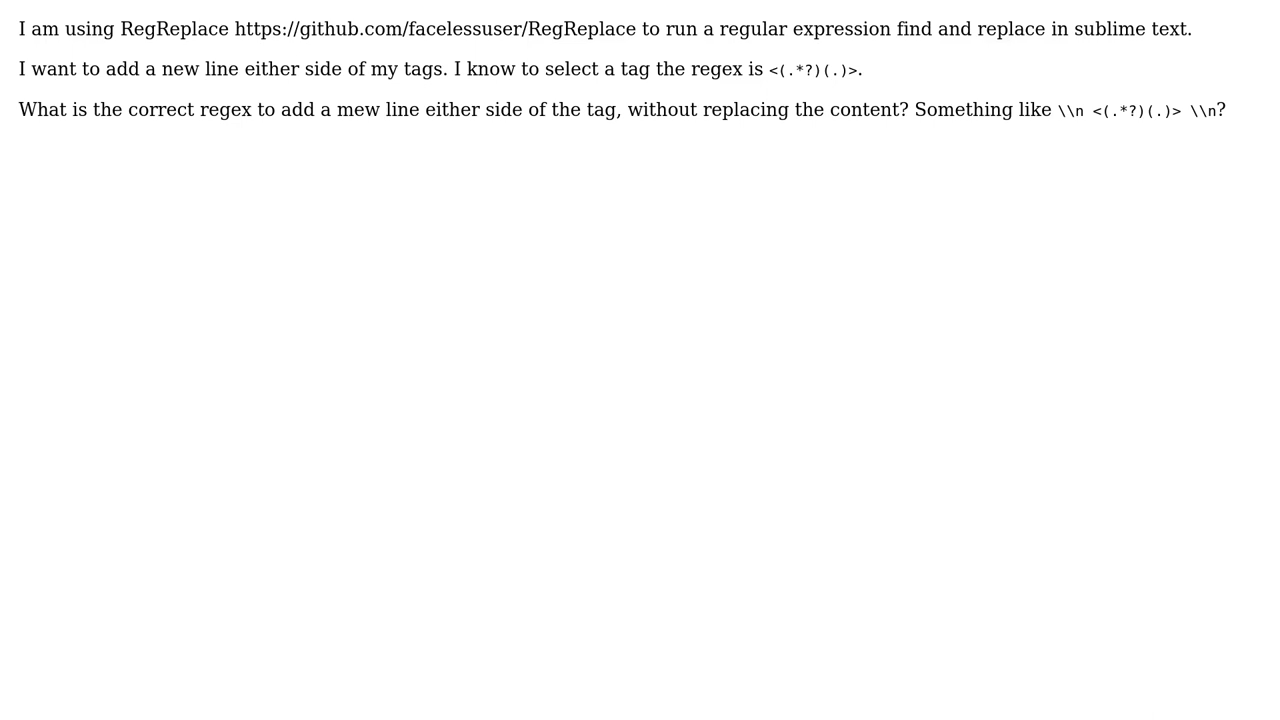 I am using RegReplace https://github.com/facelessuser/RegReplace to run a regular expression find and replace in sublime text.
I want to add a new line either side of my tags. I know to select a tag the regex is <(.*?)(.)>.
What is the correct regex to add a mew line either side of the tag, without replacing the content? Something like \\n <(.*?)(.)> \\n?